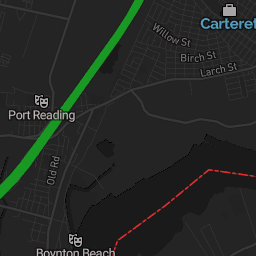 Carteret
Willow St
Birch St
Larch St
Port Reading
Old Rd
Boynton Beach